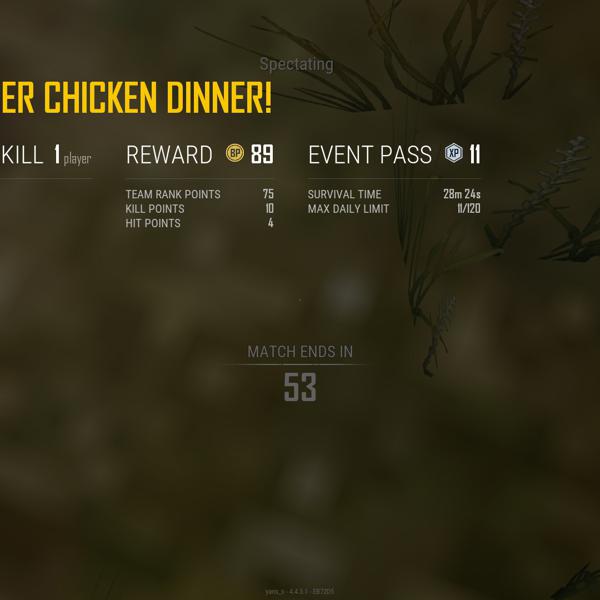 Spectating
ER CHICKEN DINNER!
KILL 1 player
REWARD BP 89
EVENT PASS XP 11
TEAM RANK POINTS 75
KILL POINTS 10
HIT POINTS 4
SURVIVAL TIME 28m 24s
MAX DAILY LIMIT 11/120
MATCH ENDS IN
53